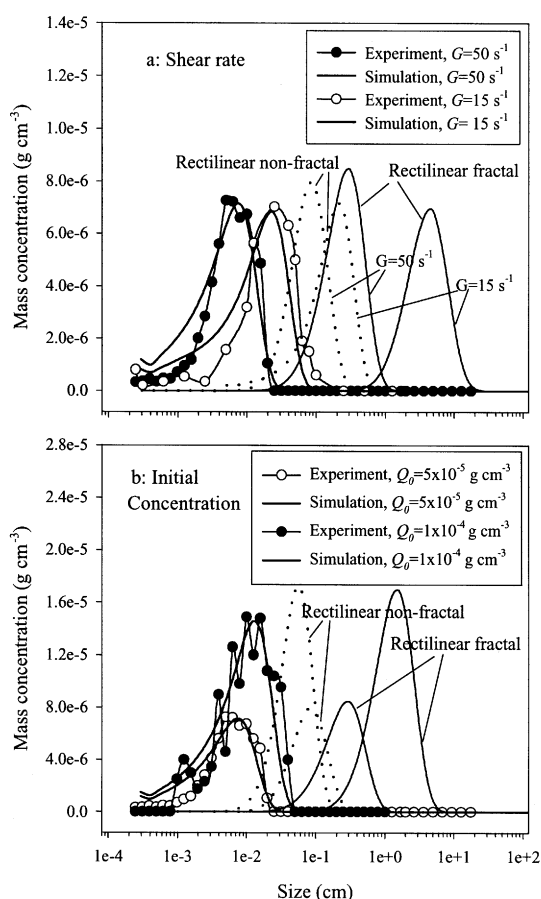 1.4e-5
a: Shear rate
Experiment, G=50 s⁻¹
Simulation, G=50 s⁻¹
Experiment, G=15 s⁻¹
Simulation, G= 15 s⁻¹
1.2e-5
1.0e-5
Rectilinear non-fractal
Rectilinear fractal
8.0e-6
6.0e-6
G=50 s⁻¹
G=15 s⁻¹
4.0e-6
2.0e-6
0.0
Mass concentration (g cm⁻³)
2.8e-5
b: Initial
Concentration
Experiment, Q₀=5x10⁻⁵ g cm⁻³
Simulation, Q₀=5x10⁻⁵ g cm⁻³
Experiment, Q₀=1x10⁻⁴ g cm⁻³
Simulation, Q₀=1x10⁻⁴ g cm⁻³
2.4e-5
2.0e-5
1.6e-5
Rectilinear non-fractal
Rectilinear fractal
1.2e-5
8.0e-6
4.0e-6
0.0
Mass concentration (g cm⁻³)
1e-4 1e-3 1e-2 1e-1 1e+0 1e+1 1e+2
Size (cm)